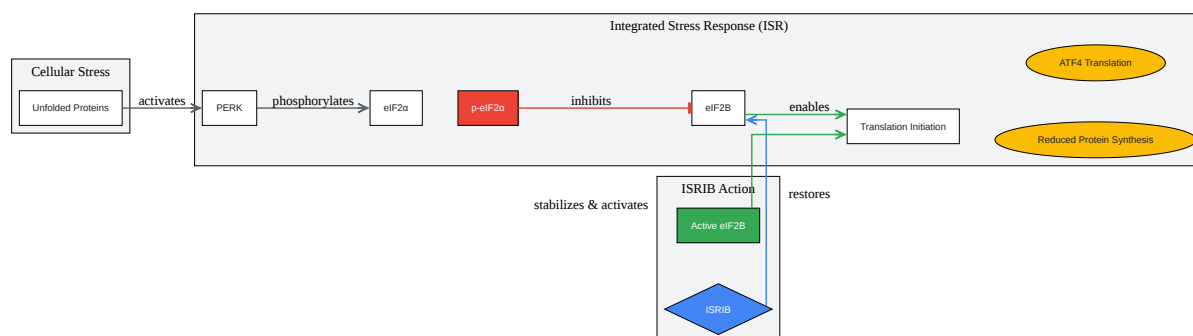 Integrated Stress Response (ISR)
Cellular Stress
Unfolded Proteins
activates
PERK
phosphorylates
eIF2α
p-eIF2α
inhibits
eIF2B
enables
Translation Initiation
ATF4 Translation
Reduced Protein Synthesis
ISRIB Action
stabilizes & activates
restores
Active eIF2B
ISRIB